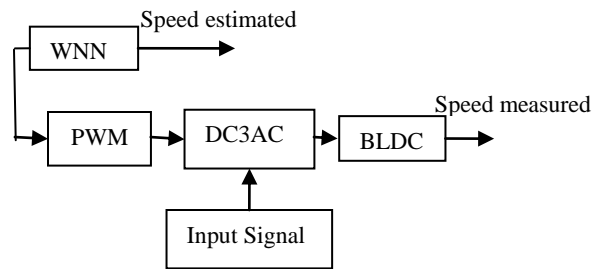 Speed estimated
WNN
Speed measured
PWM
DC3AC
BLDC
Input Signal